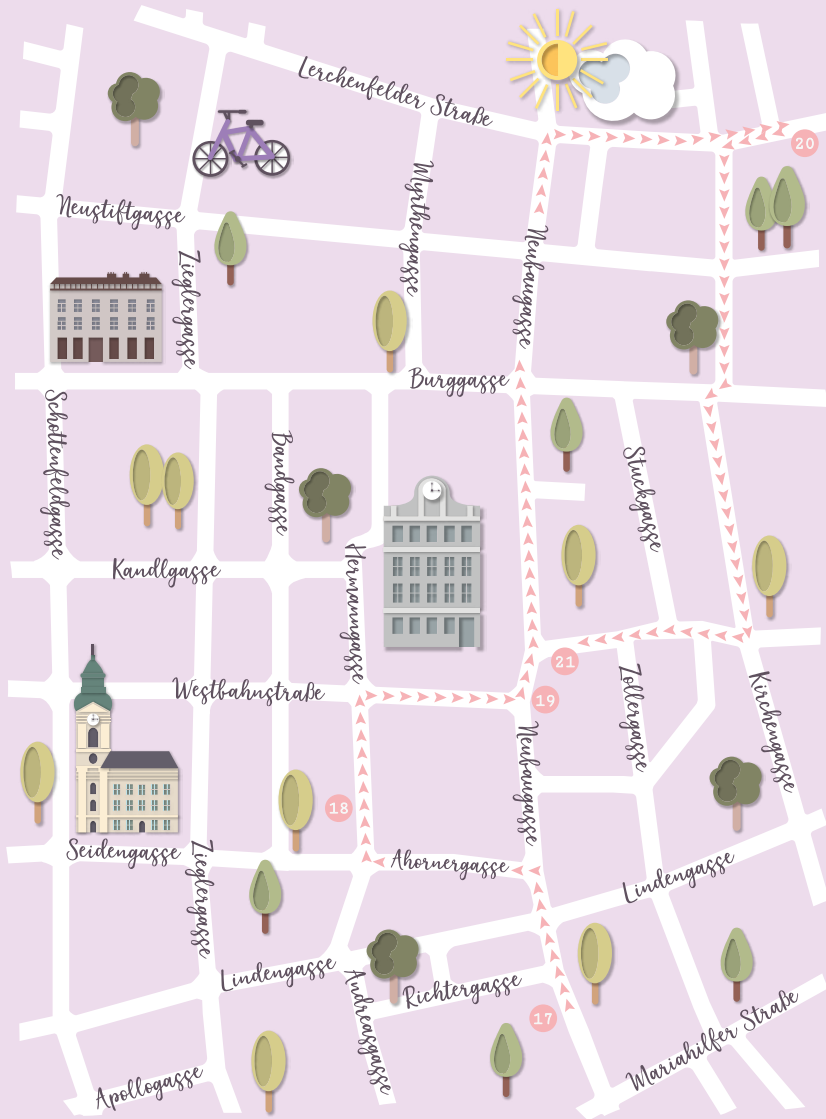 Lerchenfelder Straße
20
Myrthengasse
Neustiftgasse
Neubaugasse
Zieglergasse
Burggasse
Schottenfeldgasse
Bandgasse
Stuckgasse
Hermanngasse
Kandlgasse
21
Westbahnstraße
19
Zollergasse
Kirchengasse
Neubaugasse
18
Seidengasse
Zieglergasse
Ahornergasse
Lindengasse
Lindengasse
Andreasgasse
Richtergasse
17
Mariahilfer Straße
Apollogasse